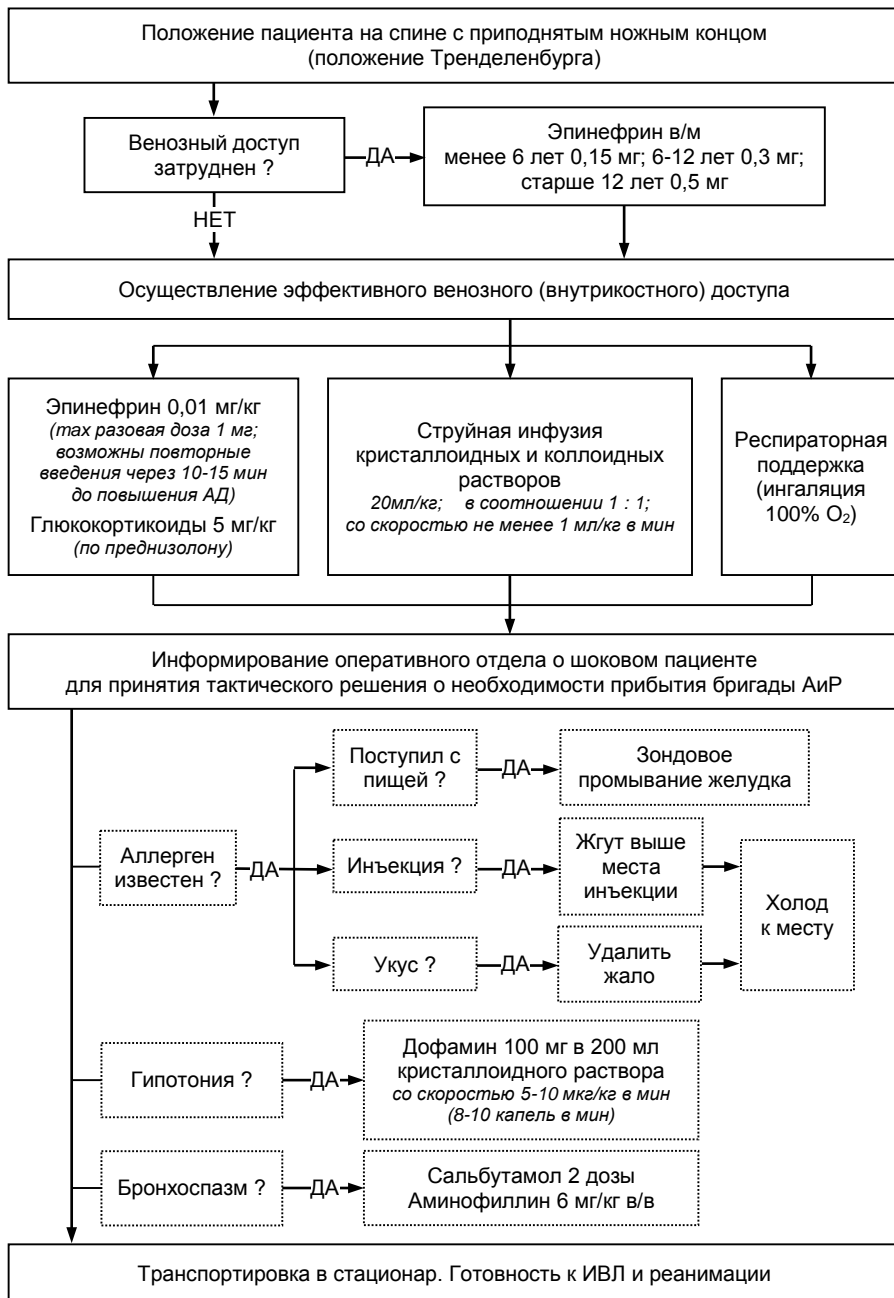 Положение пациента на спине с приподнятым ножным концом
(положение Тренделенбурга)
Венозный доступ
затруднен ?
ДА
Эпинефрин в/м
менее 6 лет 0,15 мг; 6-12 лет 0,3 мг;
старше 12 лет 0,5 мг
НЕТ
Осуществление эффективного венозного (внутрикостного) доступа
Эпинефрин 0,01 мг/кг
(max разовая доза 1 мг;
возможны повторные
введения через 10-15 мин
до повышения АД)
Глюкокортикоиды 5 мг/кг
(по преднизолону)
Струйная инфузия
кристаллоидных и коллоидных
растворов
20мл/кг; в соотношении 1 : 1;
со скоростью не менее 1 мл/кг в мин
Респираторная
поддержка
(ингаляция
100% O₂)
Информирование оперативного отдела о шоковом пациенте
для принятия тактического решения о необходимости прибытия бригады АиР
Аллерген
известен ?
ДА
Поступил с
пищей ?
ДА
Зондовое
промывание желудка
Инъекция ?
ДА
Жгут выше
места
инъекции
Укус ?
ДА
Удалить
жало
Холод
к месту
Гипотония ?
ДА
Дофамин 100 мг в 200 мл
кристаллоидного раствора
со скоростью 5-10 мкг/кг в мин
(8-10 капель в мин)
Бронхоспазм ?
ДА
Сальбутамол 2 дозы
Аминофиллин 6 мг/кг в/в
Транспортировка в стационар. Готовность к ИВЛ и реанимации